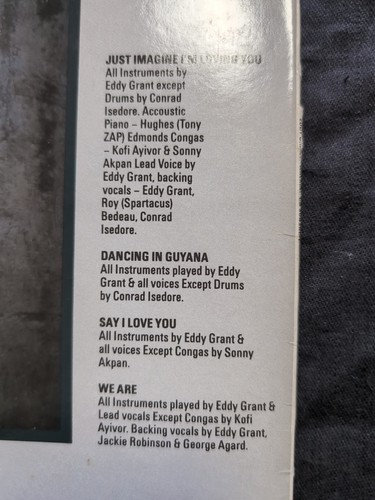 JUST IMAGINE I'M LOVING YOU
All Instruments by
Eddy Grant except
Drums by Conrad
Isedore. Accoustic
Piano – Hughes (Tony
ZAP) Edmonds Congas
– Kofi Ayivor & Sonny
Akpan Lead Voice by
Eddy Grant, backing
vocals – Eddy Grant,
Roy (Spartacus)
Bedeau, Conrad
Isedore.
DANCING IN GUYANA
All Instruments played by Eddy
Grant & all voices Except Drums
by Conrad Isedore.
SAY I LOVE YOU
All Instruments by Eddy Grant &
all voices Except Congas by Sonny
Akpan.
WE ARE
All Instruments played by Eddy Grant &
Lead vocals Except Congas by Kofi
Ayivor. Backing vocals by Eddy Grant,
Jackie Robinson & George Agard.